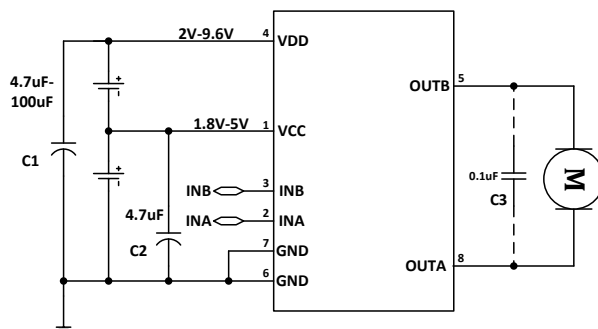 2V-9.6V
4
VDD
4.7uF-
100uF
C1
+
-
1.8V-5V
1
VCC
+
-
INB
3
INB
INA
2
INA
4.7uF
C2
7
GND
6
GND
OUTB
5
0.1uF
C3
M
OUTA
8